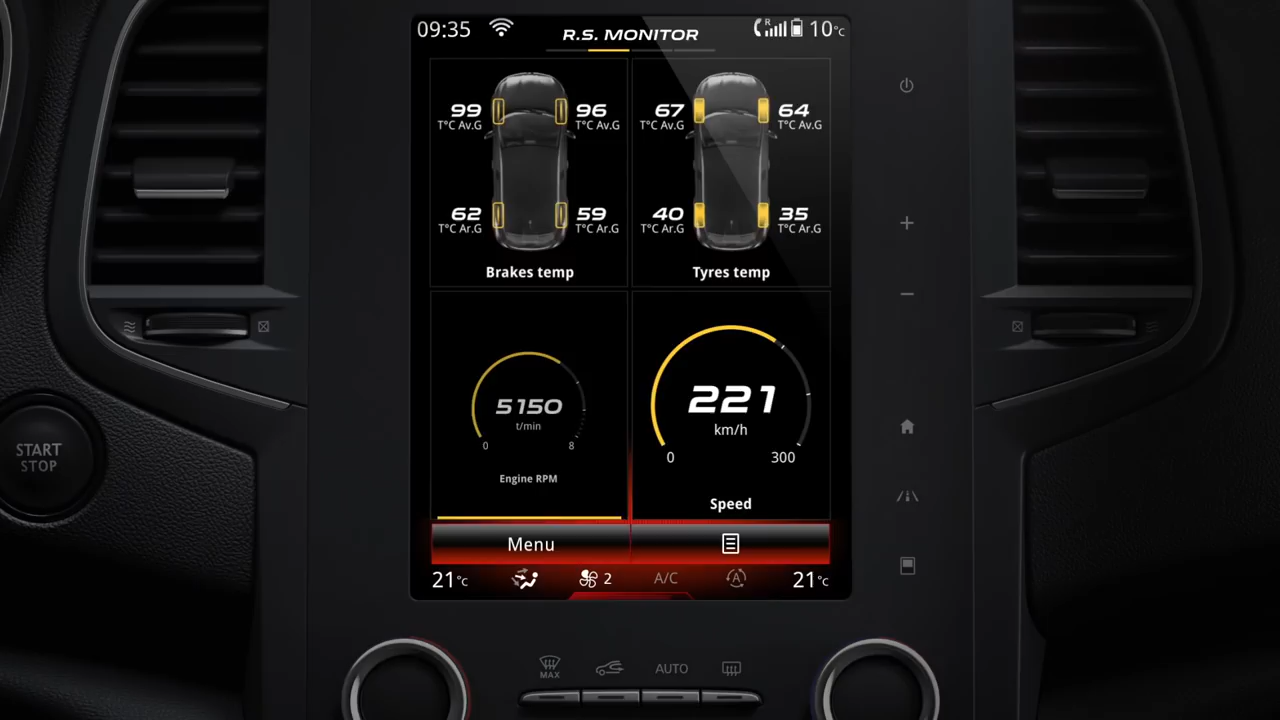 09:35
R.S. MONITOR
R
10°C
99
T°C Av.G
96
T°C Av.G
62
T°C Ar.G
59
T°C Av.G
Brakes temp
67
T°C Av.G
64
T°C Av.G
40
T°C Ar.G
35
T°C Ar.G
Tyres temp
5150
t/min
0
8
Engine RPM
221
km/h
0
300
Speed
Menu
21°C
2
A/C
A
21°C
START
STOP
MAX
AUTO